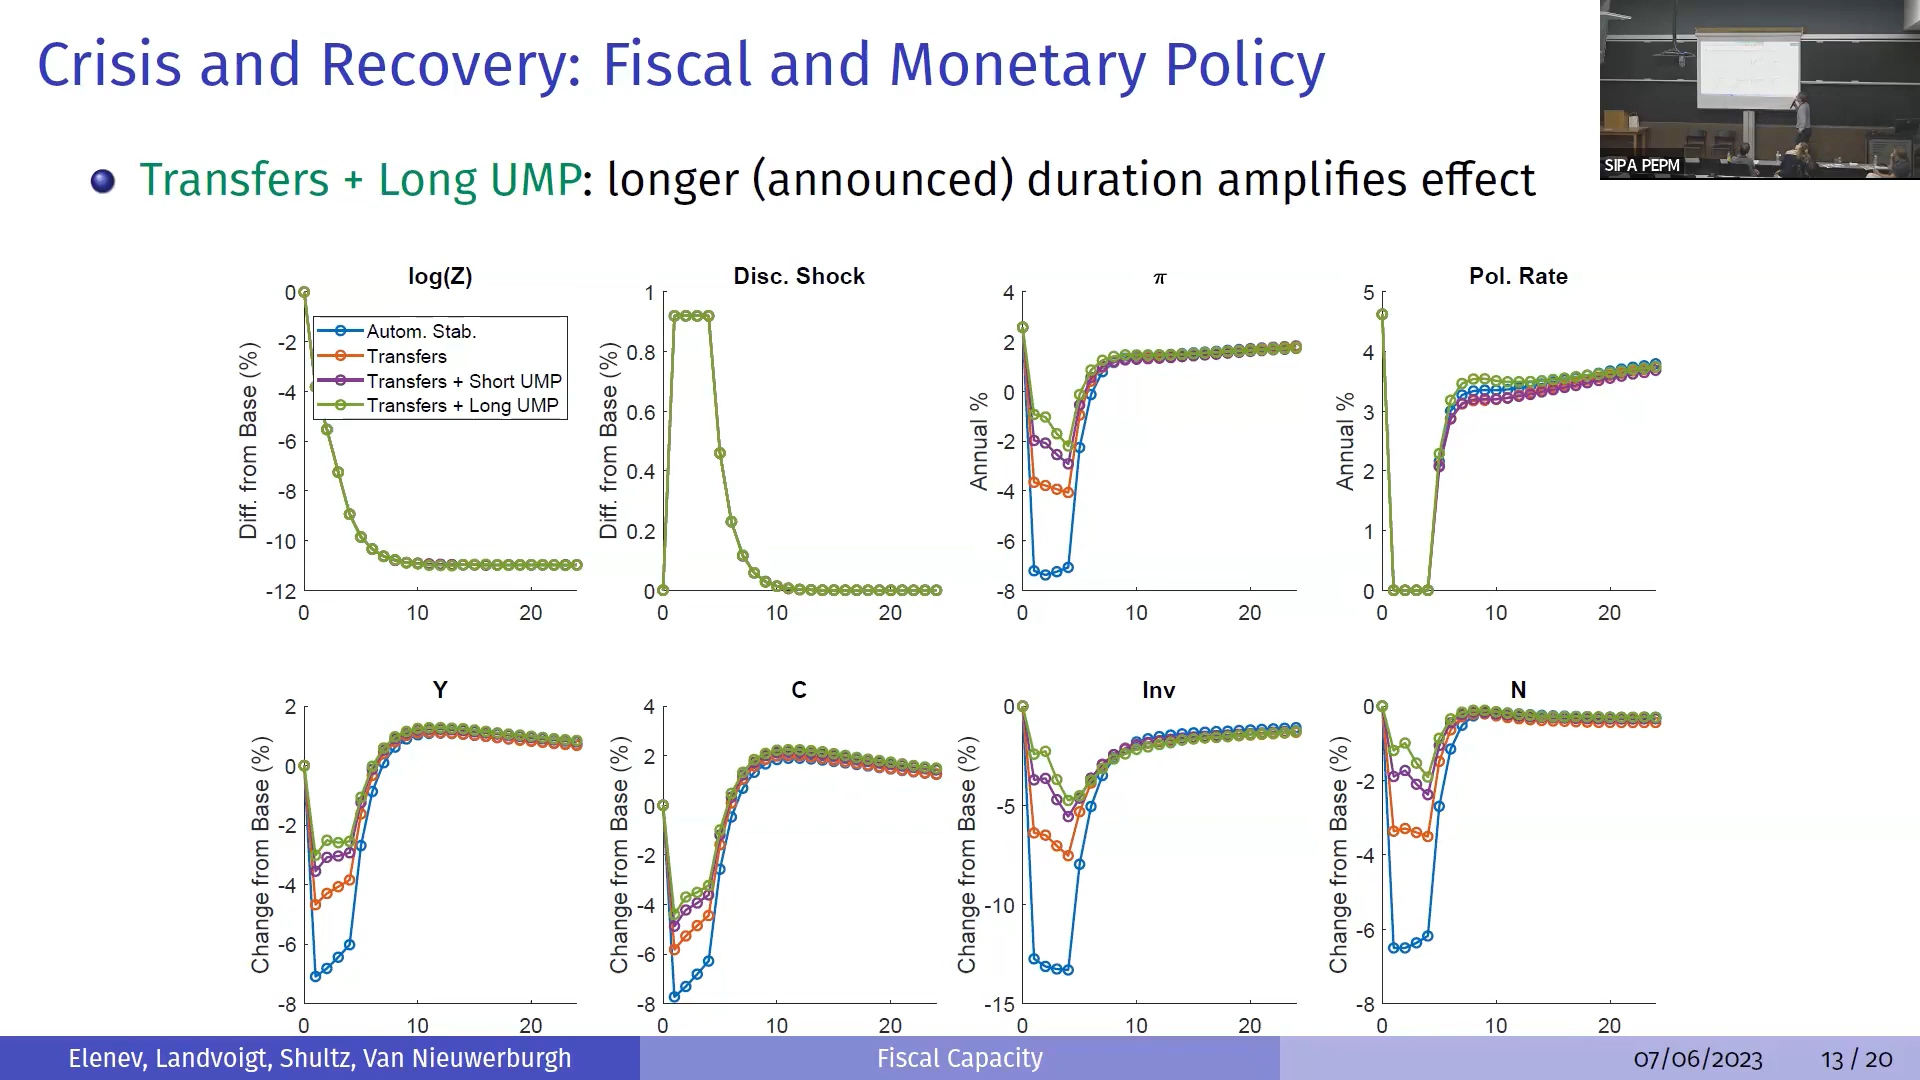 Crisis and Recovery: Fiscal and Monetary Policy
SIPA PEPM
Transfers + Long UMP: longer (announced) duration amplifies effect
log(Z)
Diff. from Base (%)
0
-2
-4
-6
-8
-10
-12
0 10 20
Autom. Stab.
Transfers
Transfers + Short UMP
Transfers + Long UMP
Disc. Shock
Diff. from Base (%)
1
0.8
0.6
0.4
0.2
0
0 10 20
π
Annual %
4
2
0
-2
-4
-6
-8
0 10 20
Pol. Rate
Annual %
5
4
3
2
1
0
0 10 20
Y
Change from Base (%)
2
0
-2
-4
-6
-8
0 10 20
C
Change from Base (%)
4
2
0
-2
-4
-6
-8
0 10 20
Inv
Change from Base (%)
0
-5
-10
-15
0 10 20
N
Change from Base (%)
0
-2
-4
-6
-8
0 10 20
Elenev, Landvoigt, Shultz, Van Nieuwerburgh
Fiscal Capacity
07/06/2023
13 / 20